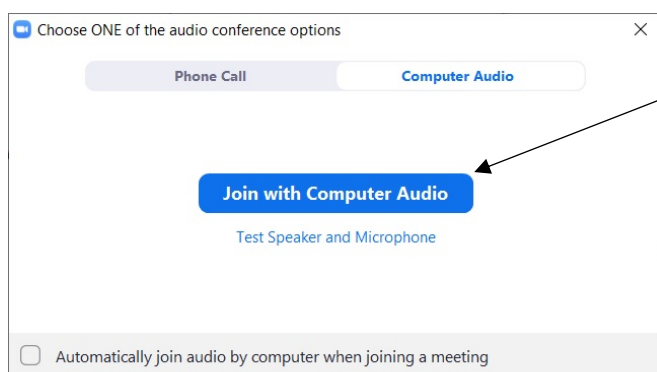 Choose ONE of the audio conference options
Phone Call Computer Audio
Join with Computer Audio
Test Speaker and Microphone
Automatically join audio by computer when joining a meeting